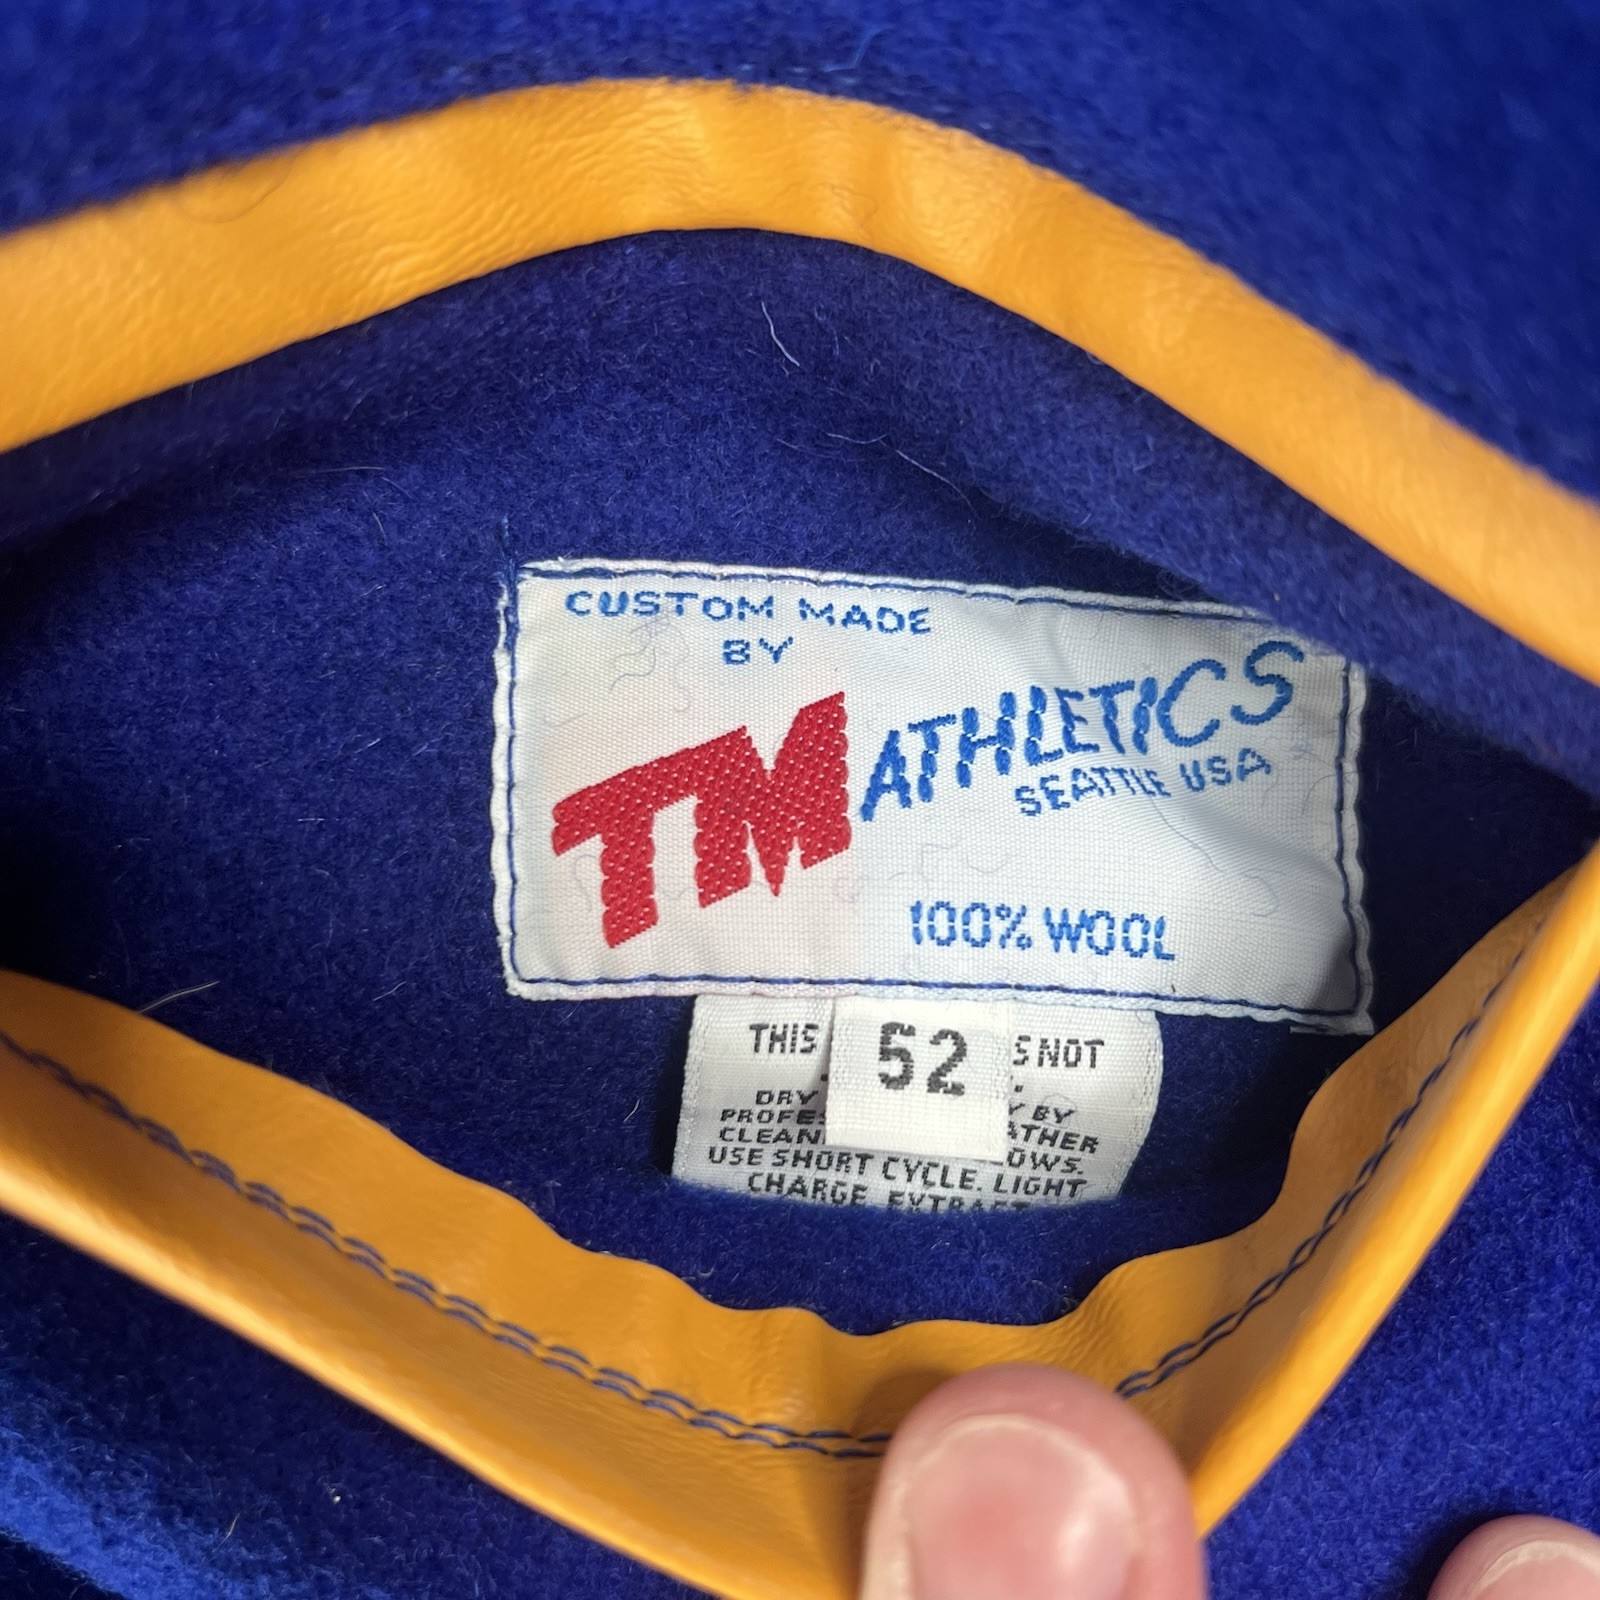 CUSTOM MADE
BY
TM ATHLETICS
SEATTLE USA
100% WOOL
52
THIS S NOT
DRY Y BY
PROFES
CLEAN ATHER
USE SHORT CYCLE. LIGHT
CHARGE EXTRACT